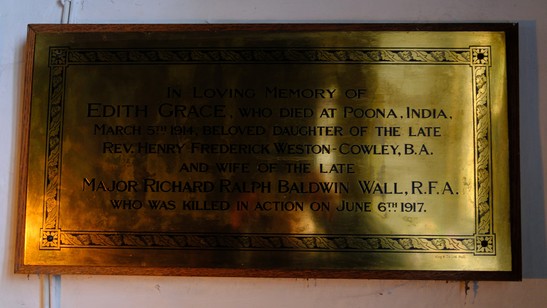 IN LOVING MEMORY OF
EDITH GRACE, WHO DIED AT POONA, INDIA,
MARCH 5TH 1914, BELOVED DAUGHTER OF THE LATE
REV. HENRY FREDERICK WESTON-COWLEY, B.A.
AND WIFE OF THE LATE
MAJOR RICHARD RALPH BALDWIN WALL, R.F.A.
WHO WAS KILLED IN ACTION ON JUNE 6TH 1917.